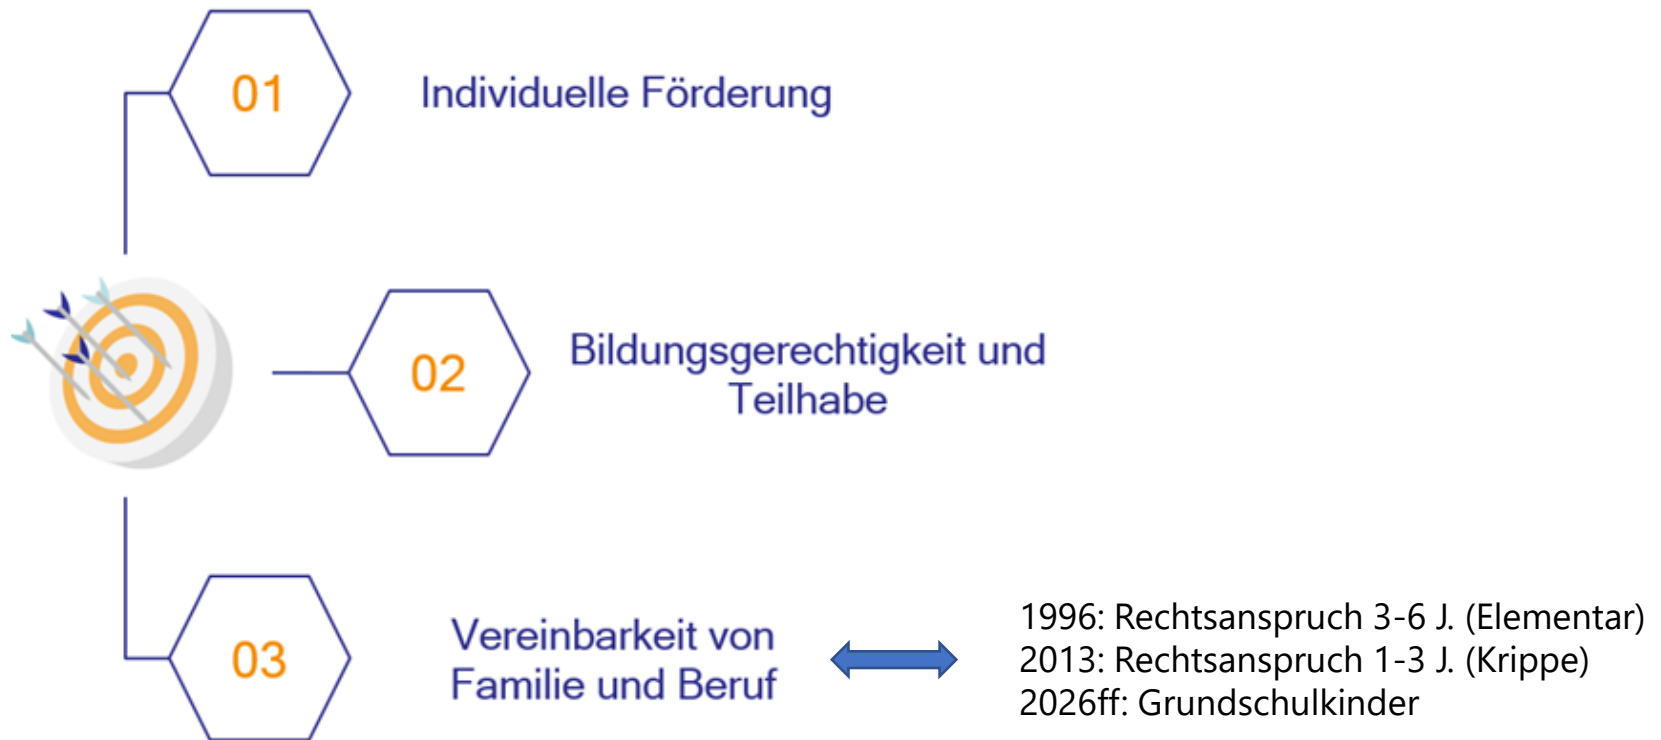 01
Individuelle Förderung
02
Bildungsgerechtigkeit und
Teilhabe
03
Vereinbarkeit von
Familie und Beruf
1996: Rechtsanspruch 3-6 J. (Elementar)
2013: Rechtsanspruch 1-3 J. (Krippe)
2026ff: Grundschulkinder